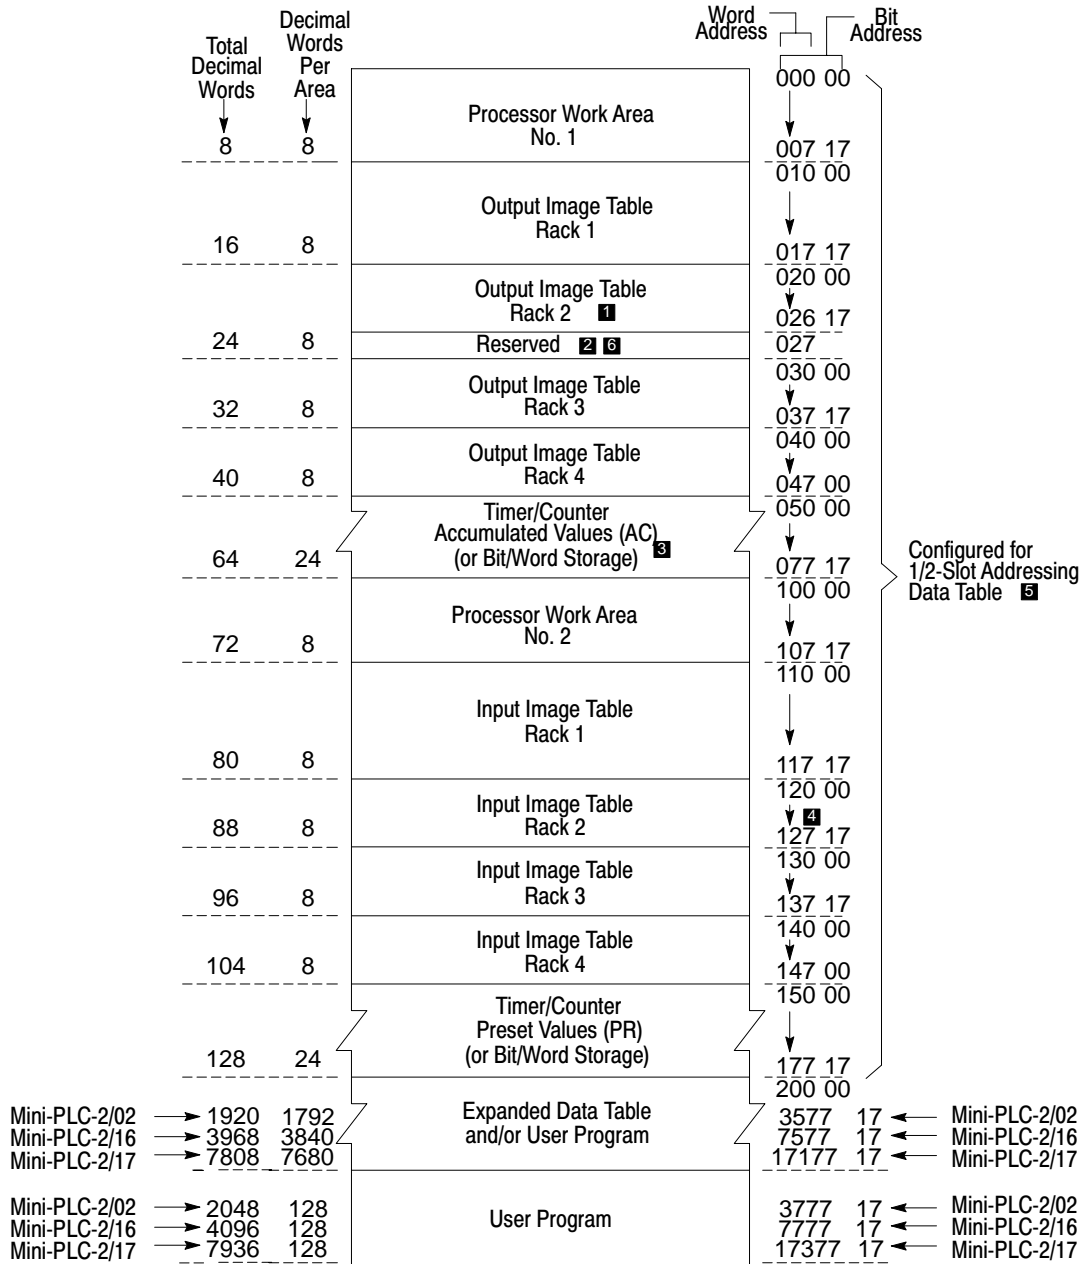 Total
Decimal
Words
Decimal
Words
Per
Area
Word
Address
Bit
Address
000 00
Processor Work Area
No. 1
8 8
007 17
010 00
Output Image Table
Rack 1
16 8
017 17
020 00
Output Image Table
Rack 2 1
026 17
24 8
Reserved 2 6
027
030 00
Output Image Table
Rack 3
32 8
037 17
040 00
Output Image Table
Rack 4
40 8
047 00
050 00
Timer/Counter
Accumulated Values (AC)
(or Bit/Word Storage) 3
64 24
077 17
100 00
Configured for
1/2-Slot Addressing
Data Table 5
Processor Work Area
No. 2
72 8
107 17
110 00
Input Image Table
Rack 1
80 8
117 17
120 00
Input Image Table
Rack 2
88 8
4
127 17
130 00
Input Image Table
Rack 3
96 8
137 17
140 00
Input Image Table
Rack 4
104 8
147 00
150 00
Timer/Counter
Preset Values (PR)
(or Bit/Word Storage)
128 24
177 17
200 00
Expanded Data Table
and/or User Program
Mini-PLC-2/02 1920 1792 3577 17 Mini-PLC-2/02
Mini-PLC-2/16 3968 3840 7577 17 Mini-PLC-2/16
Mini-PLC-2/17 7808 7680 17177 17 Mini-PLC-2/17
User Program
Mini-PLC-2/02 2048 128 3777 17 Mini-PLC-2/02
Mini-PLC-2/16 4096 128 7777 17 Mini-PLC-2/16
Mini-PLC-2/17 7936 128 17377 17 Mini-PLC-2/17